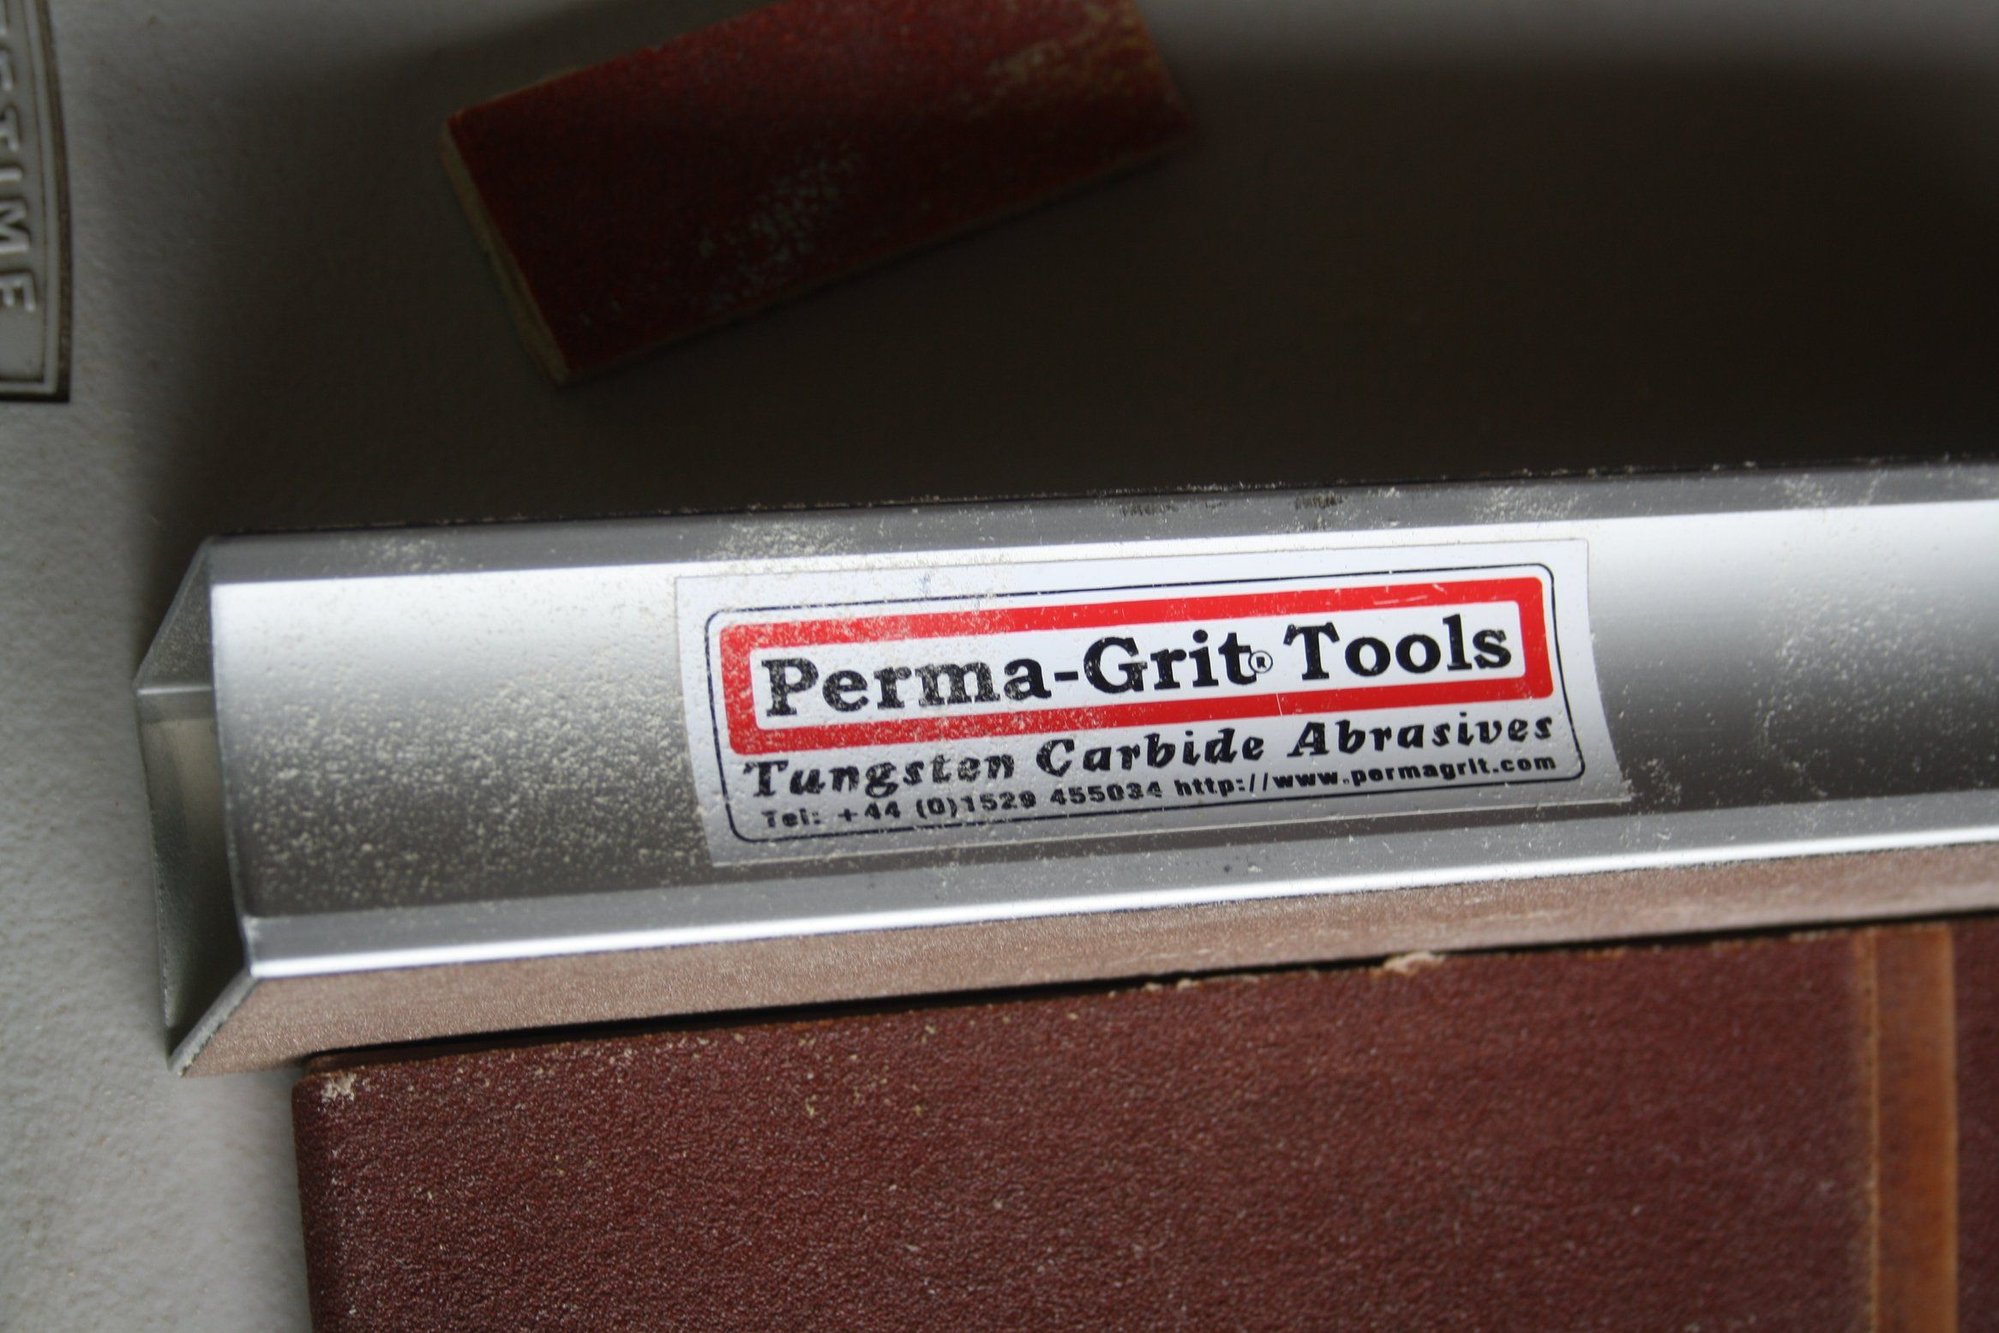 Perma-Grit® Tools
Tungsten Carbide Abrasives
Tel: +44 (0)1529 455034 http://www.permagrit.com